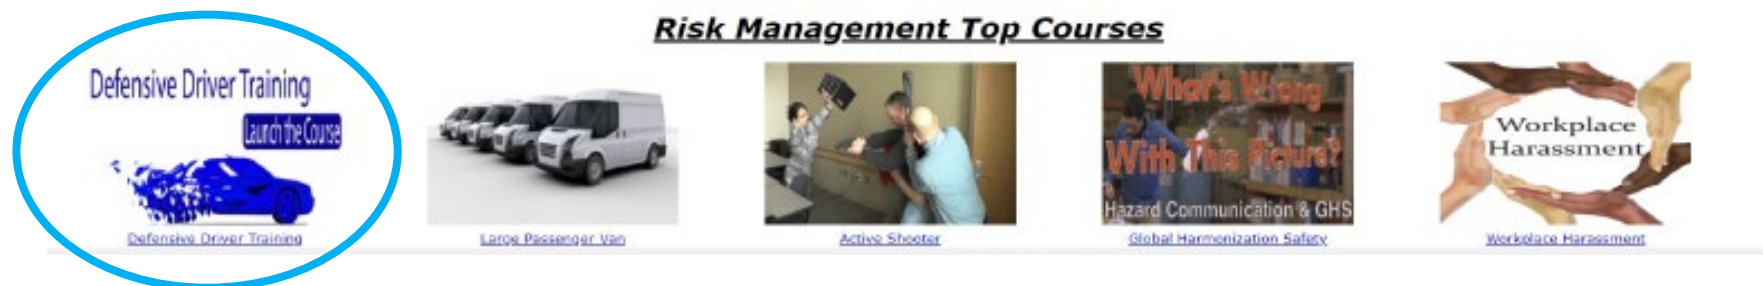 Risk Management Top Courses
Defensive Driver Training
Launch the Course
Defensive Driver Training
Large Passenger Van
Active Shooter
What's Wrong
With This Picture?
Hazard Communication & GHS
Global Harmonization Safety
Workplace
Harassment
Workplace Harassment